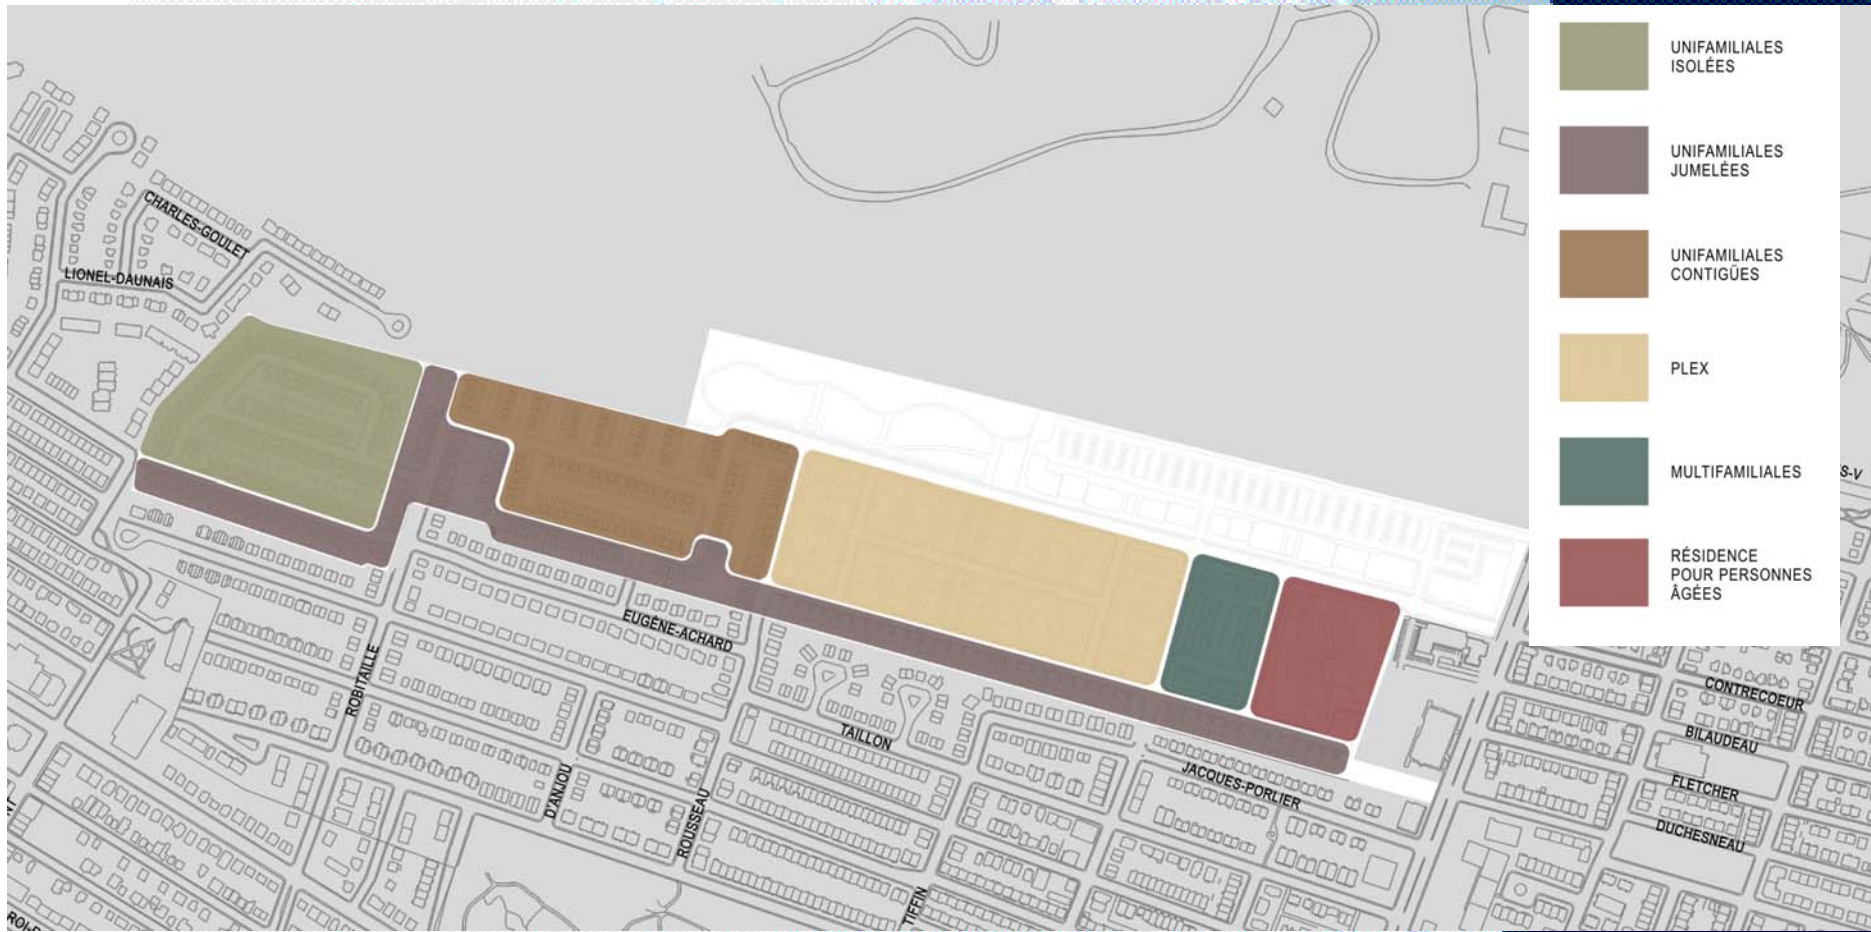 UNIFAMILIALES
ISOLÉES
UNIFAMILIALES
JUMELÉES
UNIFAMILIALES
CONTIGÜES
PLEX
MULTIFAMILIALES
RÉSIDENCE
POUR PERSONNES
ÂGÉES
CHARLES-GOULET
LIONEL-DAUNAIS
S-V
EUGÈNE-ACHARD
ROBITAILLE
TAILLON
D'ANJOU
ROUSSEAU
JACQUES-PORLIER
TIFFIN
CONTRECOEUR
BILAUDEAU
FLETCHER
DUCHESNEAU